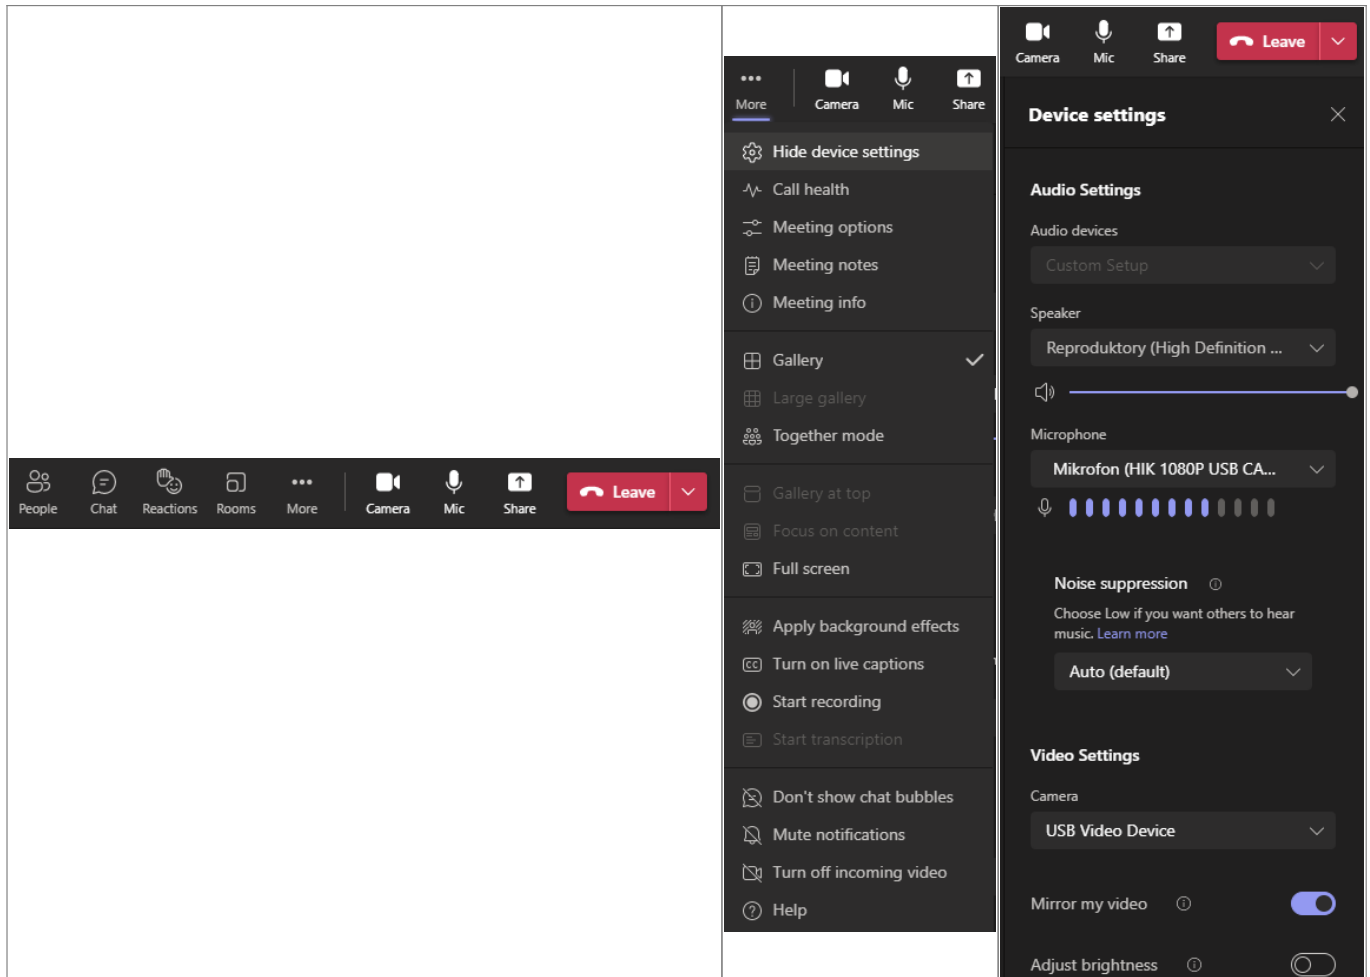 People Chat Reactions Rooms More Camera Mic Share Leave
More Camera Mic Share
Hide device settings
Call health
Meeting options
Meeting notes
Meeting info
Gallery
Large gallery
Together mode
Gallery at top
Focus on content
Full screen
Apply background effects
CC Turn on live captions
Start recording
Start transcription
Don't show chat bubbles
Mute notifications
Turn off incoming video
Help
Camera Mic Share Leave
Device settings
Audio Settings
Audio devices
Custom Setup
Speaker
Reproduktory (High Definition ...
Microphone
Mikrofon (HIK 1080P USB CA...
Noise suppression
Choose Low if you want others to hear
music. Learn more
Auto (default)
Video Settings
Camera
USB Video Device
Mirror my video
Adjust brightness